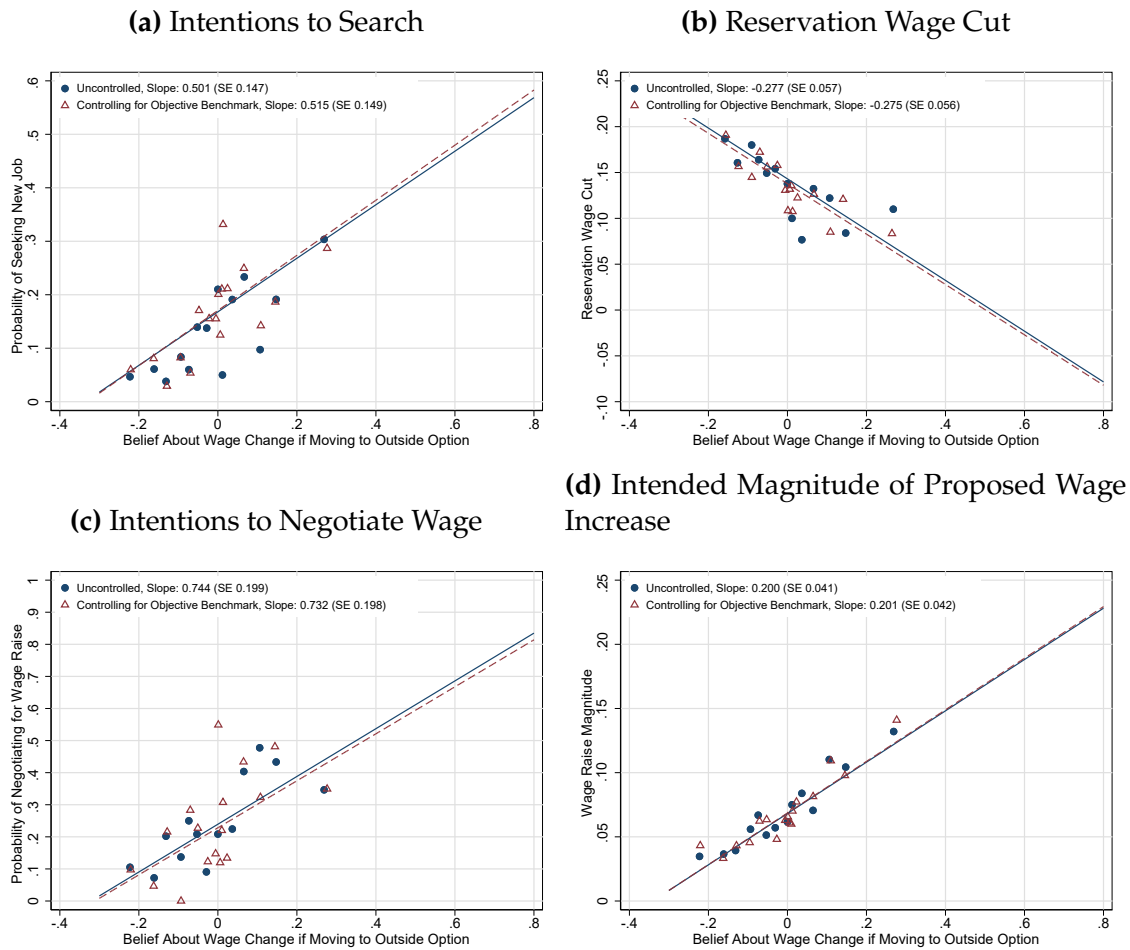 (a) Intentions to Search
(b) Reservation Wage Cut
Uncontrolled, Slope: 0.501 (SE 0.147)
Controlling for Objective Benchmark, Slope: 0.515 (SE 0.149)
Probability of Seeking New Job
0 .1 .2 .3 .4 .5 .6
-.4 -.2 0 .2 .4 .6 .8
Belief About Wage Change if Moving to Outside Option
Uncontrolled, Slope: -0.277 (SE 0.057)
Controlling for Objective Benchmark, Slope: -0.275 (SE 0.056)
Reservation Wage Cut
-.10 -.05 0 .05 .10 .15 .20 .25
-.4 -.2 0 .2 .4 .6 .8
Belief About Wage Change if Moving to Outside Option
(c) Intentions to Negotiate Wage
(d) Intended Magnitude of Proposed Wage
Increase
Uncontrolled, Slope: 0.744 (SE 0.199)
Controlling for Objective Benchmark, Slope: 0.732 (SE 0.198)
Probability of Negotiating for Wage Raise
0 .1 .2 .3 .4 .5 .6 .7 .8 .9 1
-.4 -.2 0 .2 .4 .6 .8
Belief About Wage Change if Moving to Outside Option
Uncontrolled, Slope: 0.200 (SE 0.041)
Controlling for Objective Benchmark, Slope: 0.201 (SE 0.042)
Wage Raise Magnitude
0 .05 .10 .15 .20 .25
-.4 -.2 0 .2 .4 .6 .8
Belief About Wage Change if Moving to Outside Option